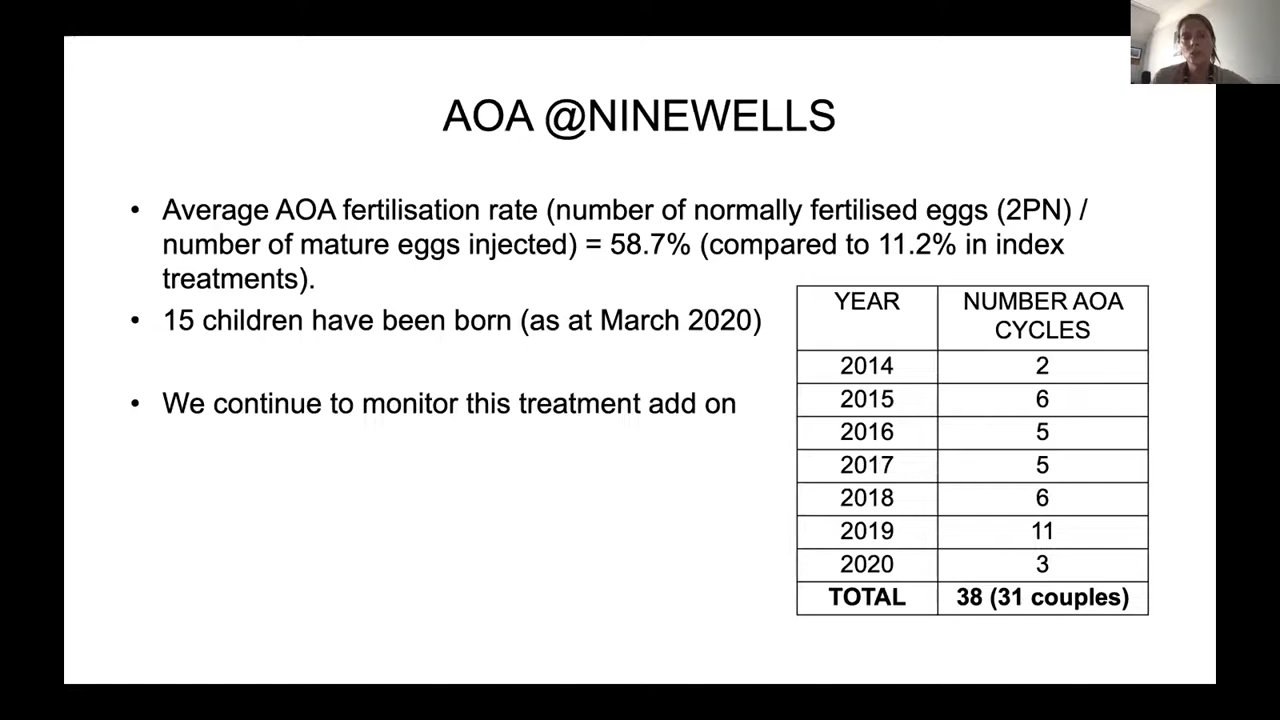 AOA @NINEWELLS
• Average AOA fertilisation rate (number of normally fertilised eggs (2PN) /
number of mature eggs injected) = 58.7% (compared to 11.2% in index
treatments).
• 15 children have been born (as at March 2020)
• We continue to monitor this treatment add on
YEAR NUMBER AOA
CYCLES
2014 2
2015 6
2016 5
2017 5
2018 6
2019 11
2020 3
TOTAL 38 (31 couples)